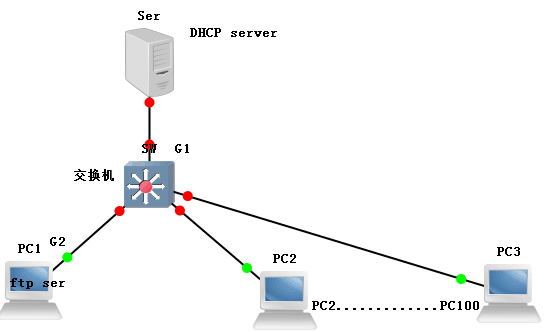 Ser
DHCP server
SW G1
交换机
PC1 G2
ftp ser
PC2
PC3
PC2............PC100